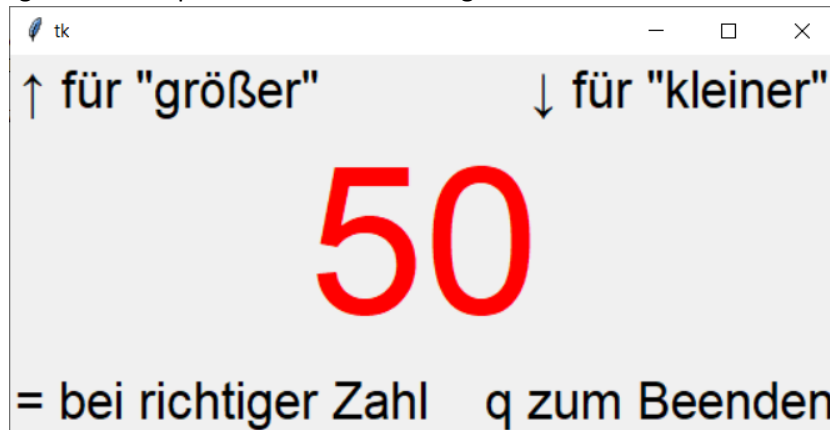 tk
↑ für "größer" ↓ für "kleiner"
50
= bei richtiger Zahl q zum Beenden